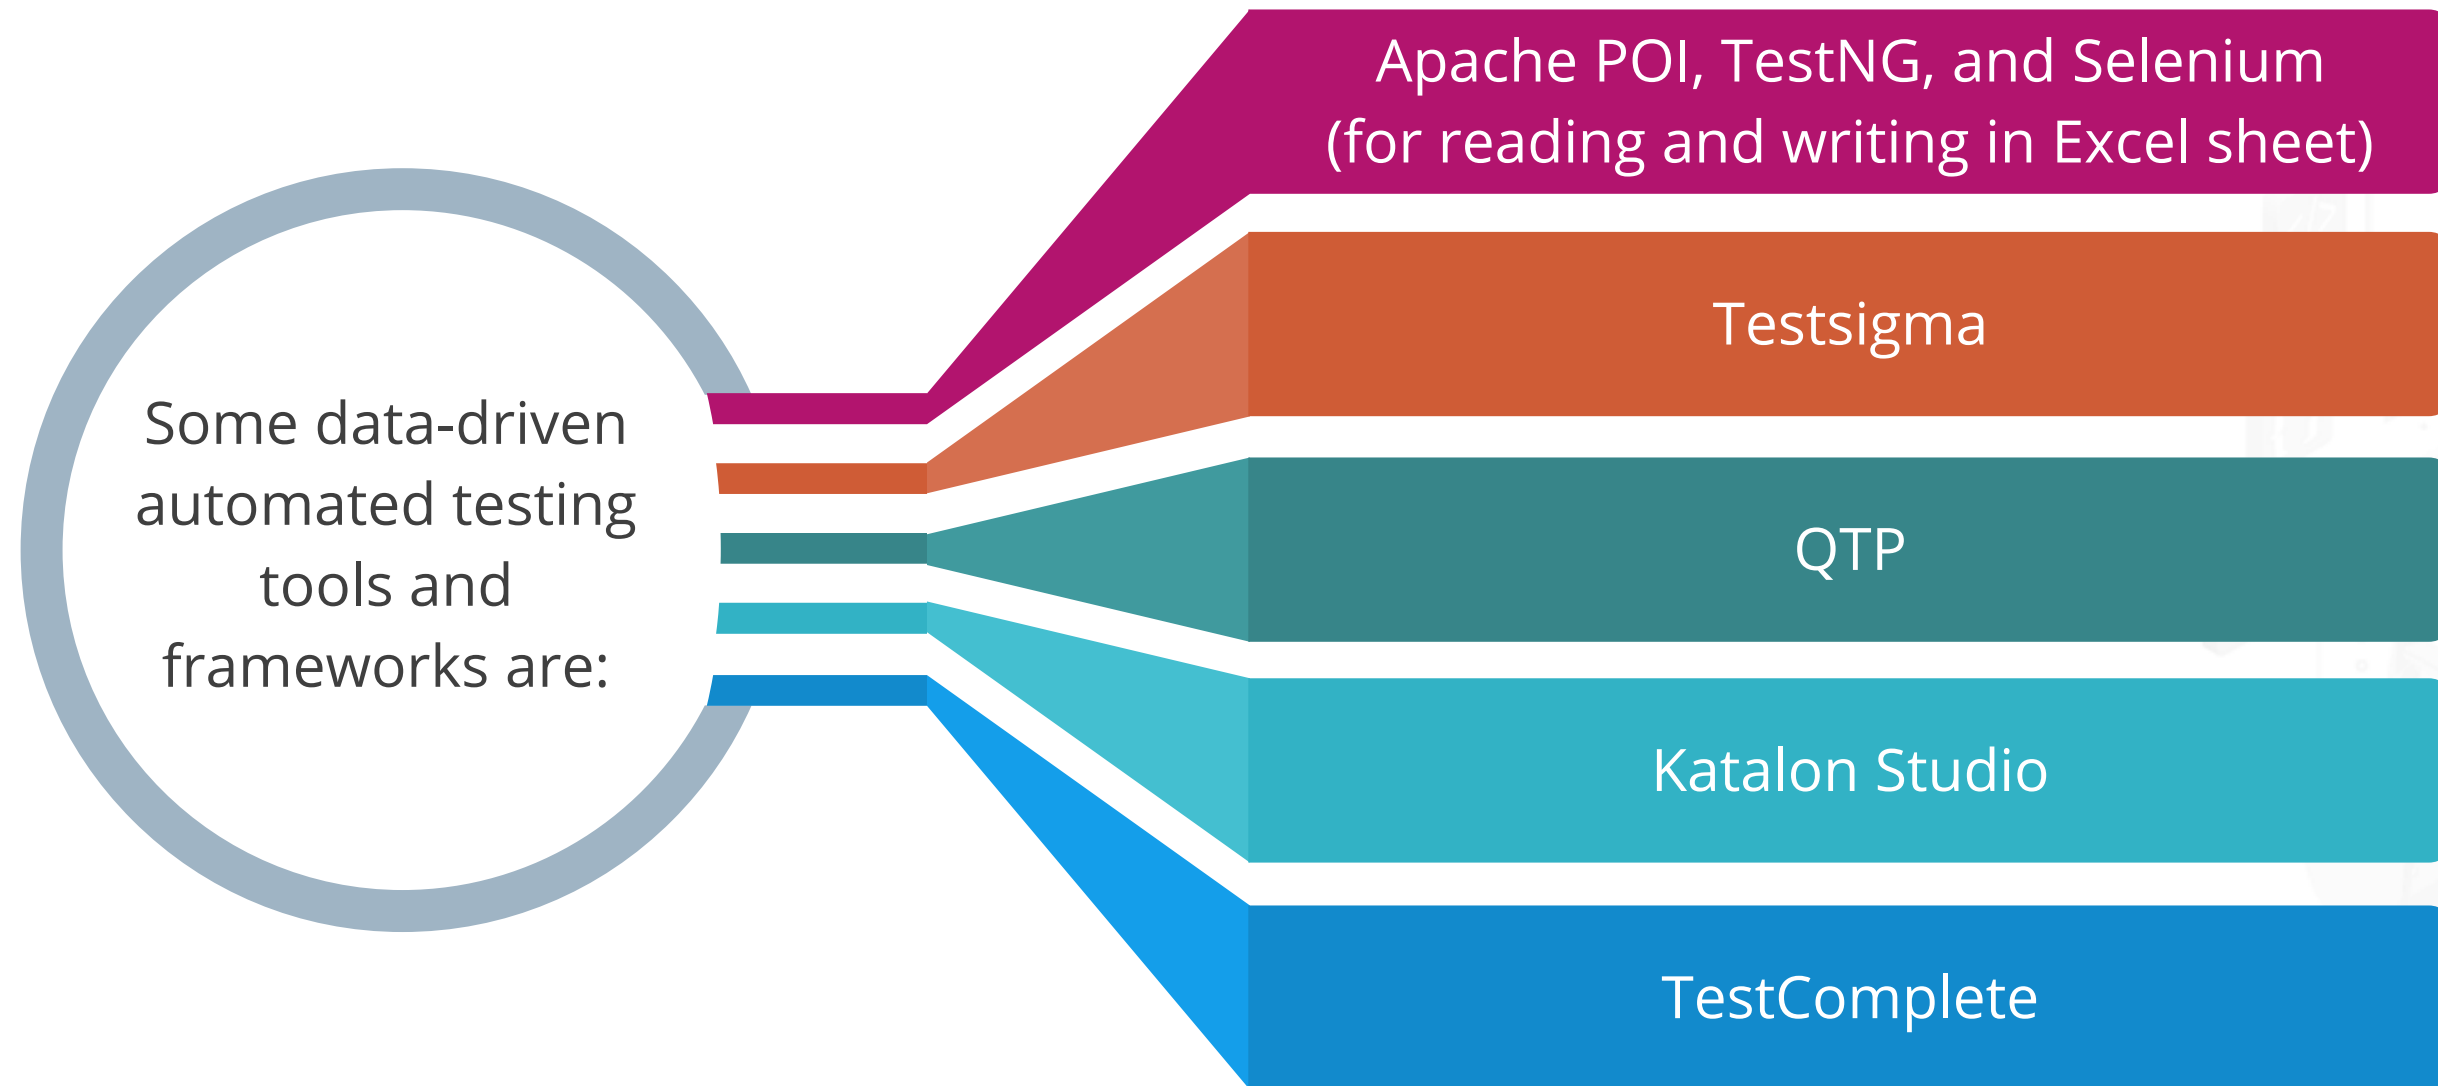 Some data-driven
automated testing
tools and
frameworks are:
Apache POI, TestNG, and Selenium
(for reading and writing in Excel sheet)
Testsigma
QTP
Katalon Studio
TestComplete